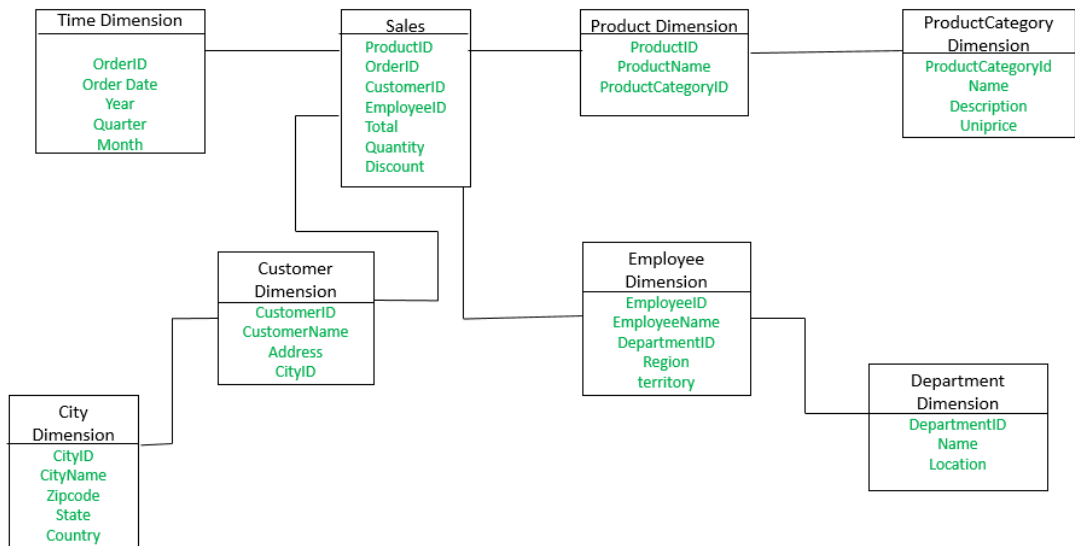 Time Dimension
OrderID
Order Date
Year
Quarter
Month
Sales
ProductID
OrderID
CustomerID
EmployeeID
Total
Quantity
Discount
Product Dimension
ProductID
ProductName
ProductCategoryID
ProductCategory
Dimension
ProductCategoryId
Name
Description
Uniprice
Customer
Dimension
CustomerID
CustomerName
Address
CityID
Employee
Dimension
EmployeeID
EmployeeName
DepartmentID
Region
territory
City
Dimension
CityID
CityName
Zipcode
State
Country
Department
Dimension
DepartmentID
Name
Location